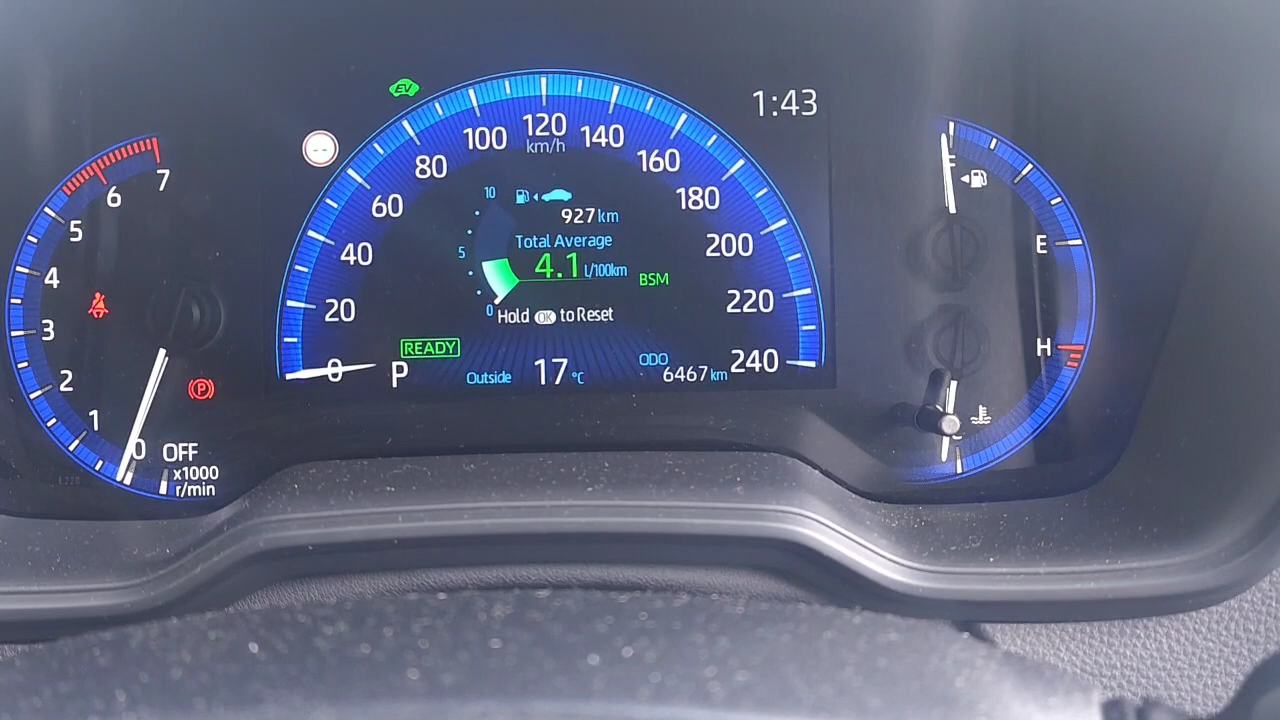 EV
1:43
7
6
5
4
3
2
1
0
OFF
x1000
r/min
0
20
40
60
80
100
120
140
160
180
200
220
240
km/h
10
5
0
927 km
Total Average
4.1 L/100km
BSM
Hold OK to Reset
READY
P
Outside 17 °C
ODO
6467 km
F
E
H
C
P